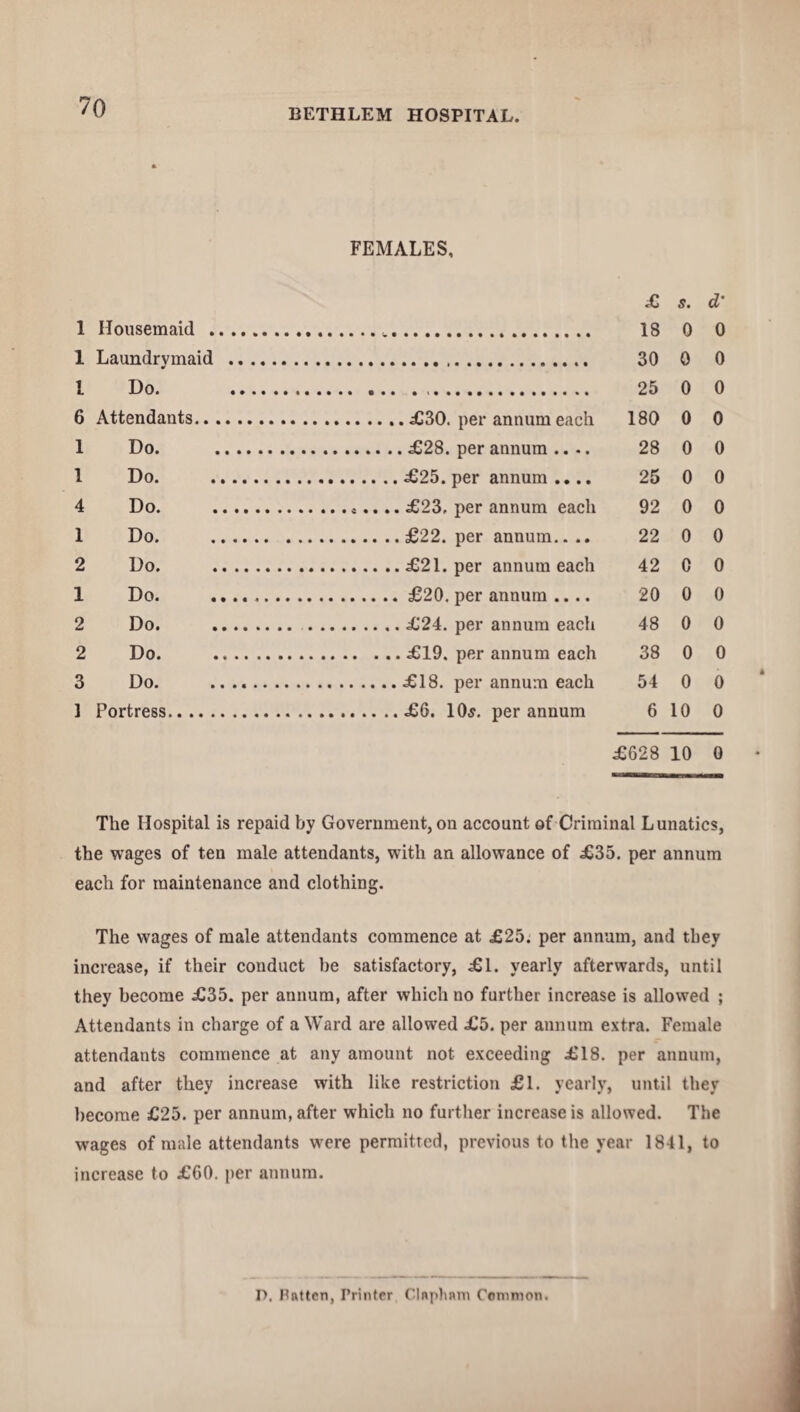 70
BETHLEM HOSPITAL.
FEMALES,
£ s. d.
1 Housemaid .......................................... 18 0 0
1 Laundrymaid .......................................... 30 0 0
1 Do. .......................................... 25 0 0
6 Attendants.......................£30. per annum each 180 0 0
1 Do. ....................£28. per annum .... 28 0 0
1 Do. ....................£25. per annum .... 25 0 0
4 Do. ....................£23. per annum each 92 0 0
1 Do. ....................£22. per annum.... 22 0 0
2 Do. ....................£21. per annum each 42 0 0
1 Do. .................... £20. per annum .... 20 0 0
2 Do. ....................£24. per annum each 48 0 0
2 Do. ....................£19. per annum each 38 0 0
3 Do. ....................£18. per annum each 54 0 0
1 Portress.......................£6. 10s. per annum 6 10 0
£628 10 0
The Hospital is repaid by Government, on account of Criminal Lunatics,
the wages of ten male attendants, with an allowance of £35. per annum
each for maintenance and clothing.
The wages of male attendants commence at £25. per annum, and they
increase, if their conduct be satisfactory, £1. yearly afterwards, until
they become £35. per annum, after which no further increase is allowed ;
Attendants in charge of a Ward are allowed £5. per annum extra. Female
attendants commence at any amount not exceeding £18. per annum,
and after they increase with like restriction £1. yearly, until they
become £25. per annum, after which no further increase is allowed. The
wages of male attendants were permitted, previous to the year 1841, to
increase to £60. per annum.
D. Batten, Printer Clapham Common.